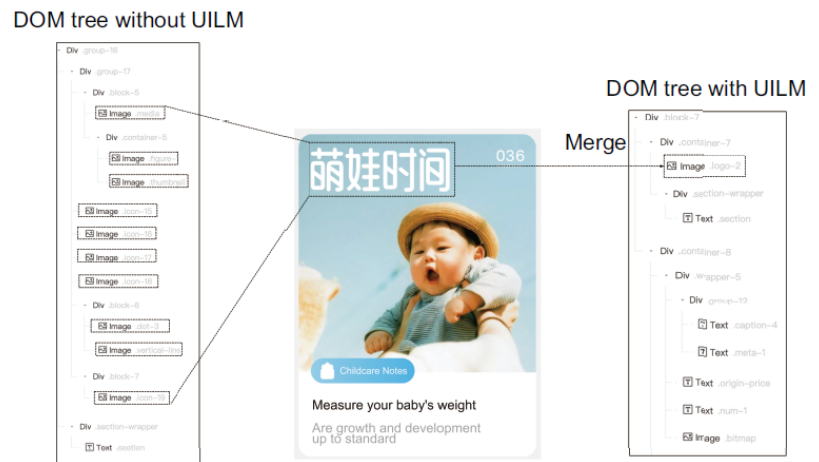 DOM tree without UILM
Div .group-16
Div .group-17
Div .block-5
Image .media
Div .container-5
Image .figure-
Image .thumbnail
Image .icon-15
Image .icon-16
Image .icon-17
Image .icon-18
Div .block-6
Image .dot-3
Image .vertical-line
Div .block-7
Image .icon-19
Div .section-wrapper
Text .section
萌娃时间
036
Childcare Notes
Measure your baby's weight
Are growth and development
up to standard
Merge
DOM tree with UILM
Div .block-7
Div .container-7
Image .logo-2
Div .section-wrapper
Text .section
Div .container-8
Div .wrapper-5
Div .group-12
Text .caption-4
Text .meta-1
Text .origin-price
Text .num-1
Image .bitmap